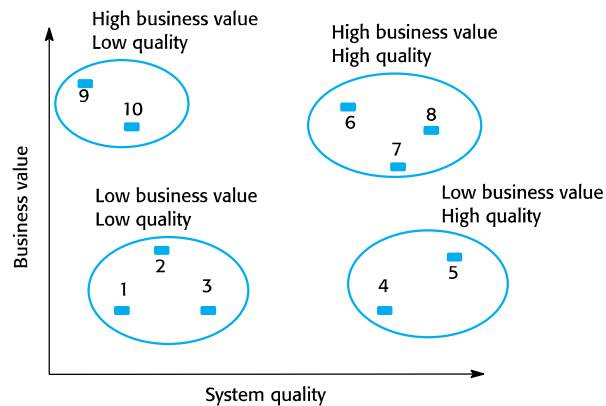 High business value
Low quality
9
10
High business value
High quality
6
8
7
Business value
Low business value
Low quality
2
1
3
Low business value
High quality
5
4
System quality